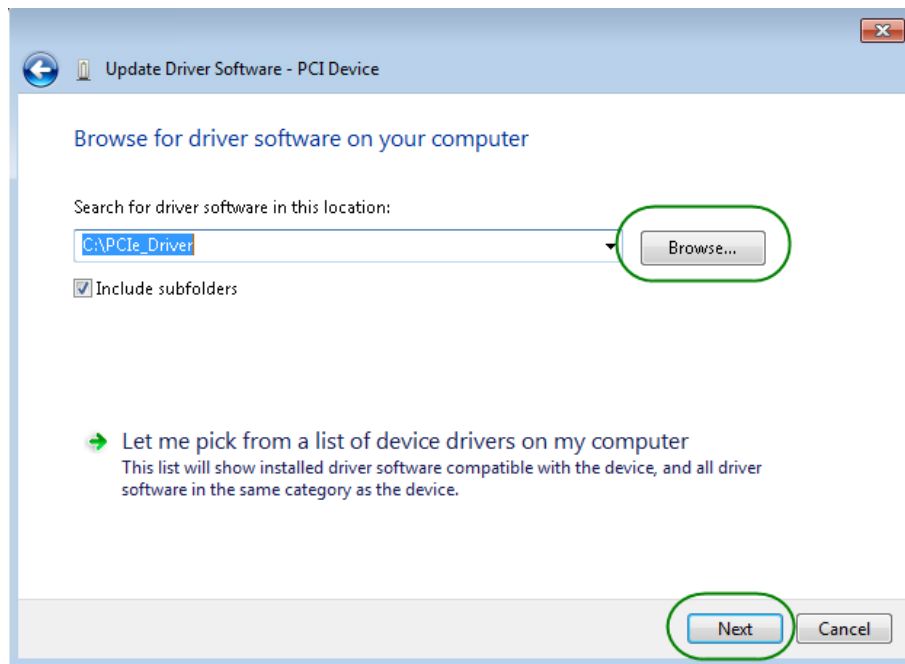 Update Driver Software - PCI Device
Browse for driver software on your computer
Search for driver software in this location:
C:\PCIe_Driver
Browse...
Include subfolders
Let me pick from a list of device drivers on my computer
This list will show installed driver software compatible with the device, and all driver
software in the same category as the device.
Next
Cancel